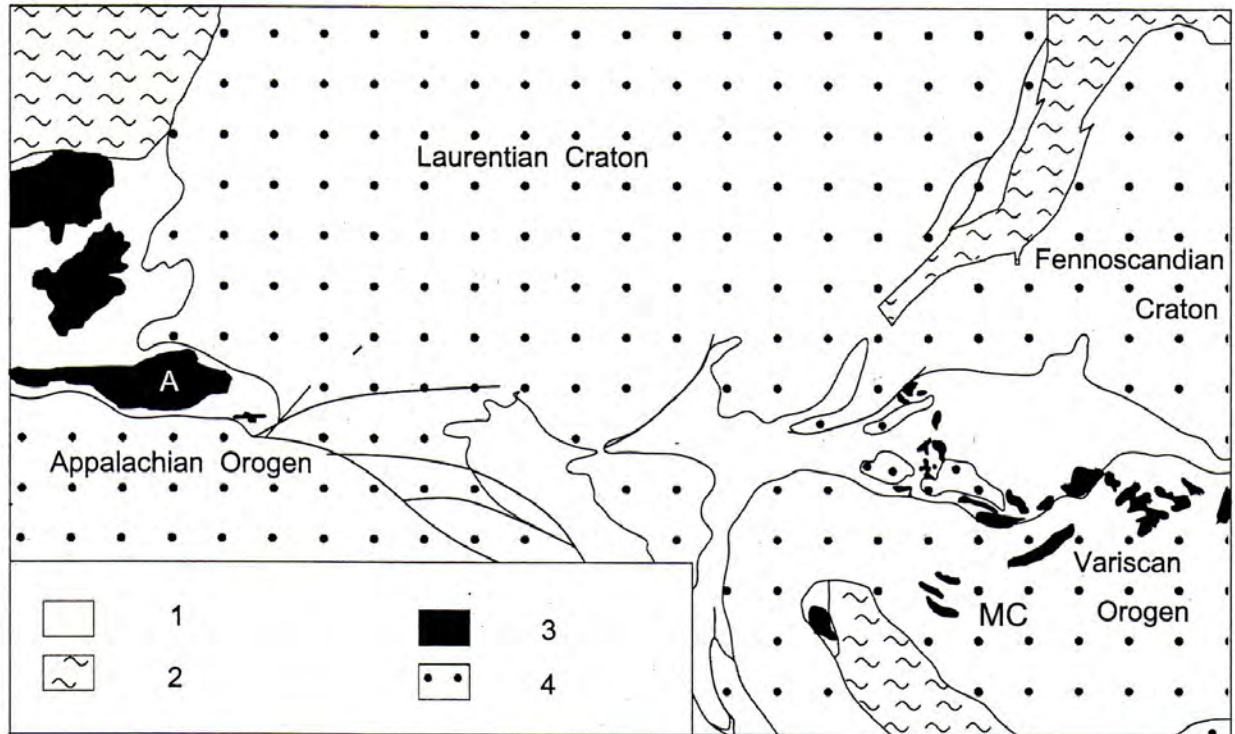 Laurentian Craton
Fennoscandian
Craton
A
Appalachian Orogen
Variscan
Orogen
MC
1
3
2
4